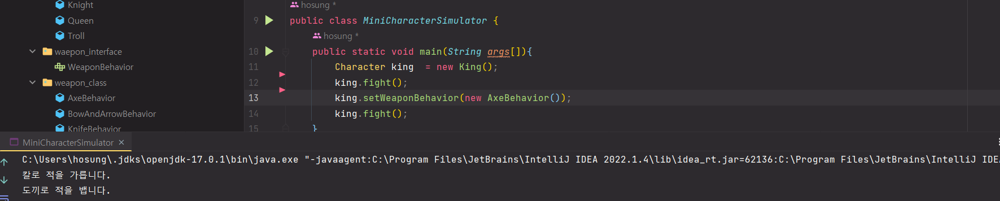 Knight
Queen
Troll
waepon_interface
WeaponBehavior
weapon_class
AxeBehavior
BowAndArrowBehavior
KnifeBehavior
hosung *
9 public class MiniCharacterSimulator {
hosung *
10 public static void main(String args[]){
11 Character king  = new King();
12 king.fight();
13 king.setWeaponBehavior(new AxeBehavior());
14 king.fight();
15 }
MiniCharacterSimulator ×
C:\Users\hosung\.jdks\openjdk-17.0.1\bin\java.exe "-javaagent:C:\Program Files\JetBrains\IntelliJ IDEA 2022.1.4\lib\idea_rt.jar=62136:C:\Program Files\JetBrains\IntelliJ IDEA
칼로 적을 가릅니다.
도끼로 적을 뱁니다.